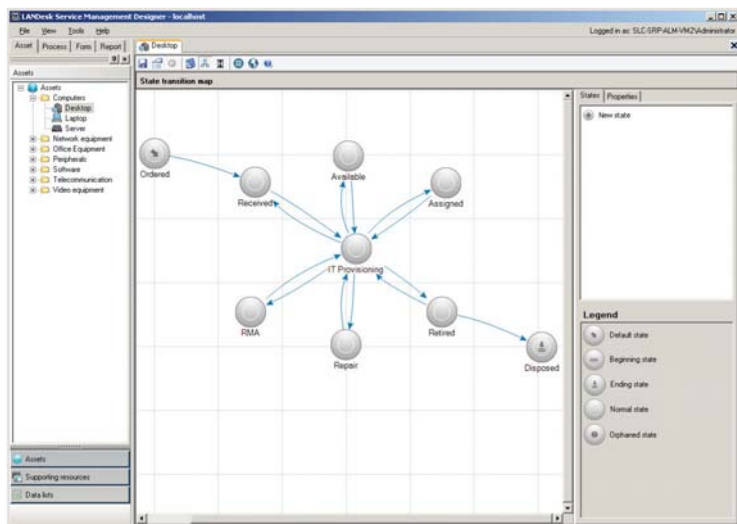 LANDesk Service Management Designer - localhost
File View Tools Help
Logged in as: SLC-SRP-ALM-VM2\Administrator
Asset Process Form Report
Desktop
Assets
State transition map
States Properties
Assets
Computers
Desktop
Laptop
Server
Network equipment
Office Equipment
Peripherals
Software
Telecommunication
Video equipment
New state
Ordered
Received
Available
Assigned
IT Provisioning
RMA
Repair
Retired
Disposed
Legend
Default state
Beginning state
Ending state
Normal state
Orphaned state
Assets
Supporting resources
Data lists